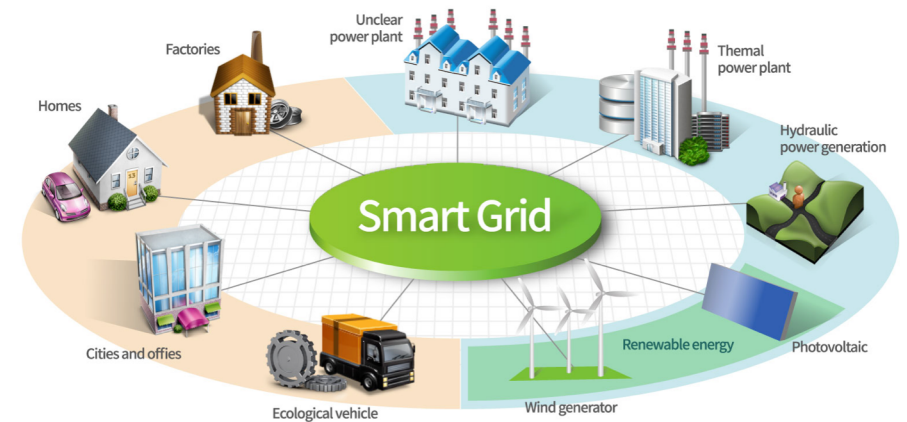 Unclear
power plant
Factories
Themal
power plant
Homes
Hydraulic
power generation
Smart Grid
Cities and offies
Renewable energy
Photovoltaic
Ecological vehicle
Wind generator